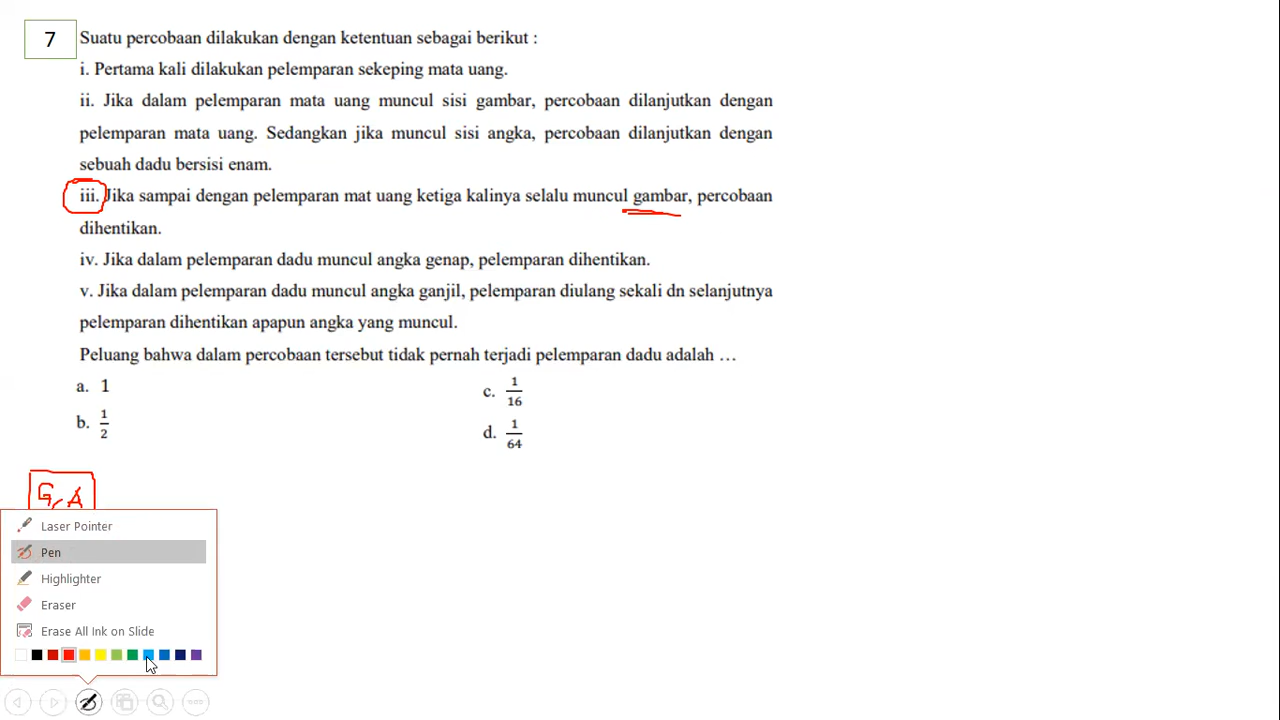 7
Suatu percobaan dilakukan dengan ketentuan sebagai berikut :
i. Pertama kali dilakukan pelemparan sekeping mata uang.
ii. Jika dalam pelemparan mata uang muncul sisi gambar, percobaan dilanjutkan dengan
pelemparan mata uang. Sedangkan jika muncul sisi angka, percobaan dilanjutkan dengan
sebuah dadu bersisi enam.
iii. Jika sampai dengan pelemparan mat uang ketiga kalinya selalu muncul gambar, percobaan
dihentikan.
iv. Jika dalam pelemparan dadu muncul angka genap, pelemparan dihentikan.
v. Jika dalam pelemparan dadu muncul angka ganjil, pelemparan diulang sekali dn selanjutnya
pelemparan dihentikan apapun angka yang muncul.
Peluang bahwa dalam percobaan tersebut tidak pernah terjadi pelemparan dadu adalah …
a. 1
b. 1/2
c. 1/16
d. 1/64
G, A
Laser Pointer
Pen
Highlighter
Eraser
Erase All Ink on Slide